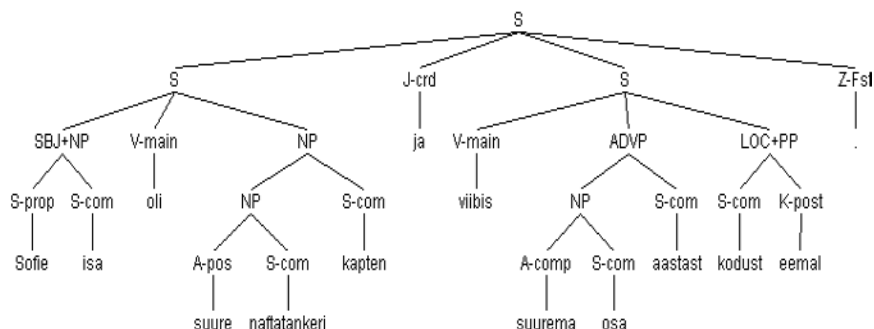 S
S J-crd S Z-Fst
SBJ+NP V-main NP ja V-main ADVP LOC+PP .
S-prop S-com oli NP S-com viibis NP S-com S-com K-post
Sofie isa A-pos S-com kapten A-comp S-com aastast kodust eemal
suure naftatankeri suurema osa